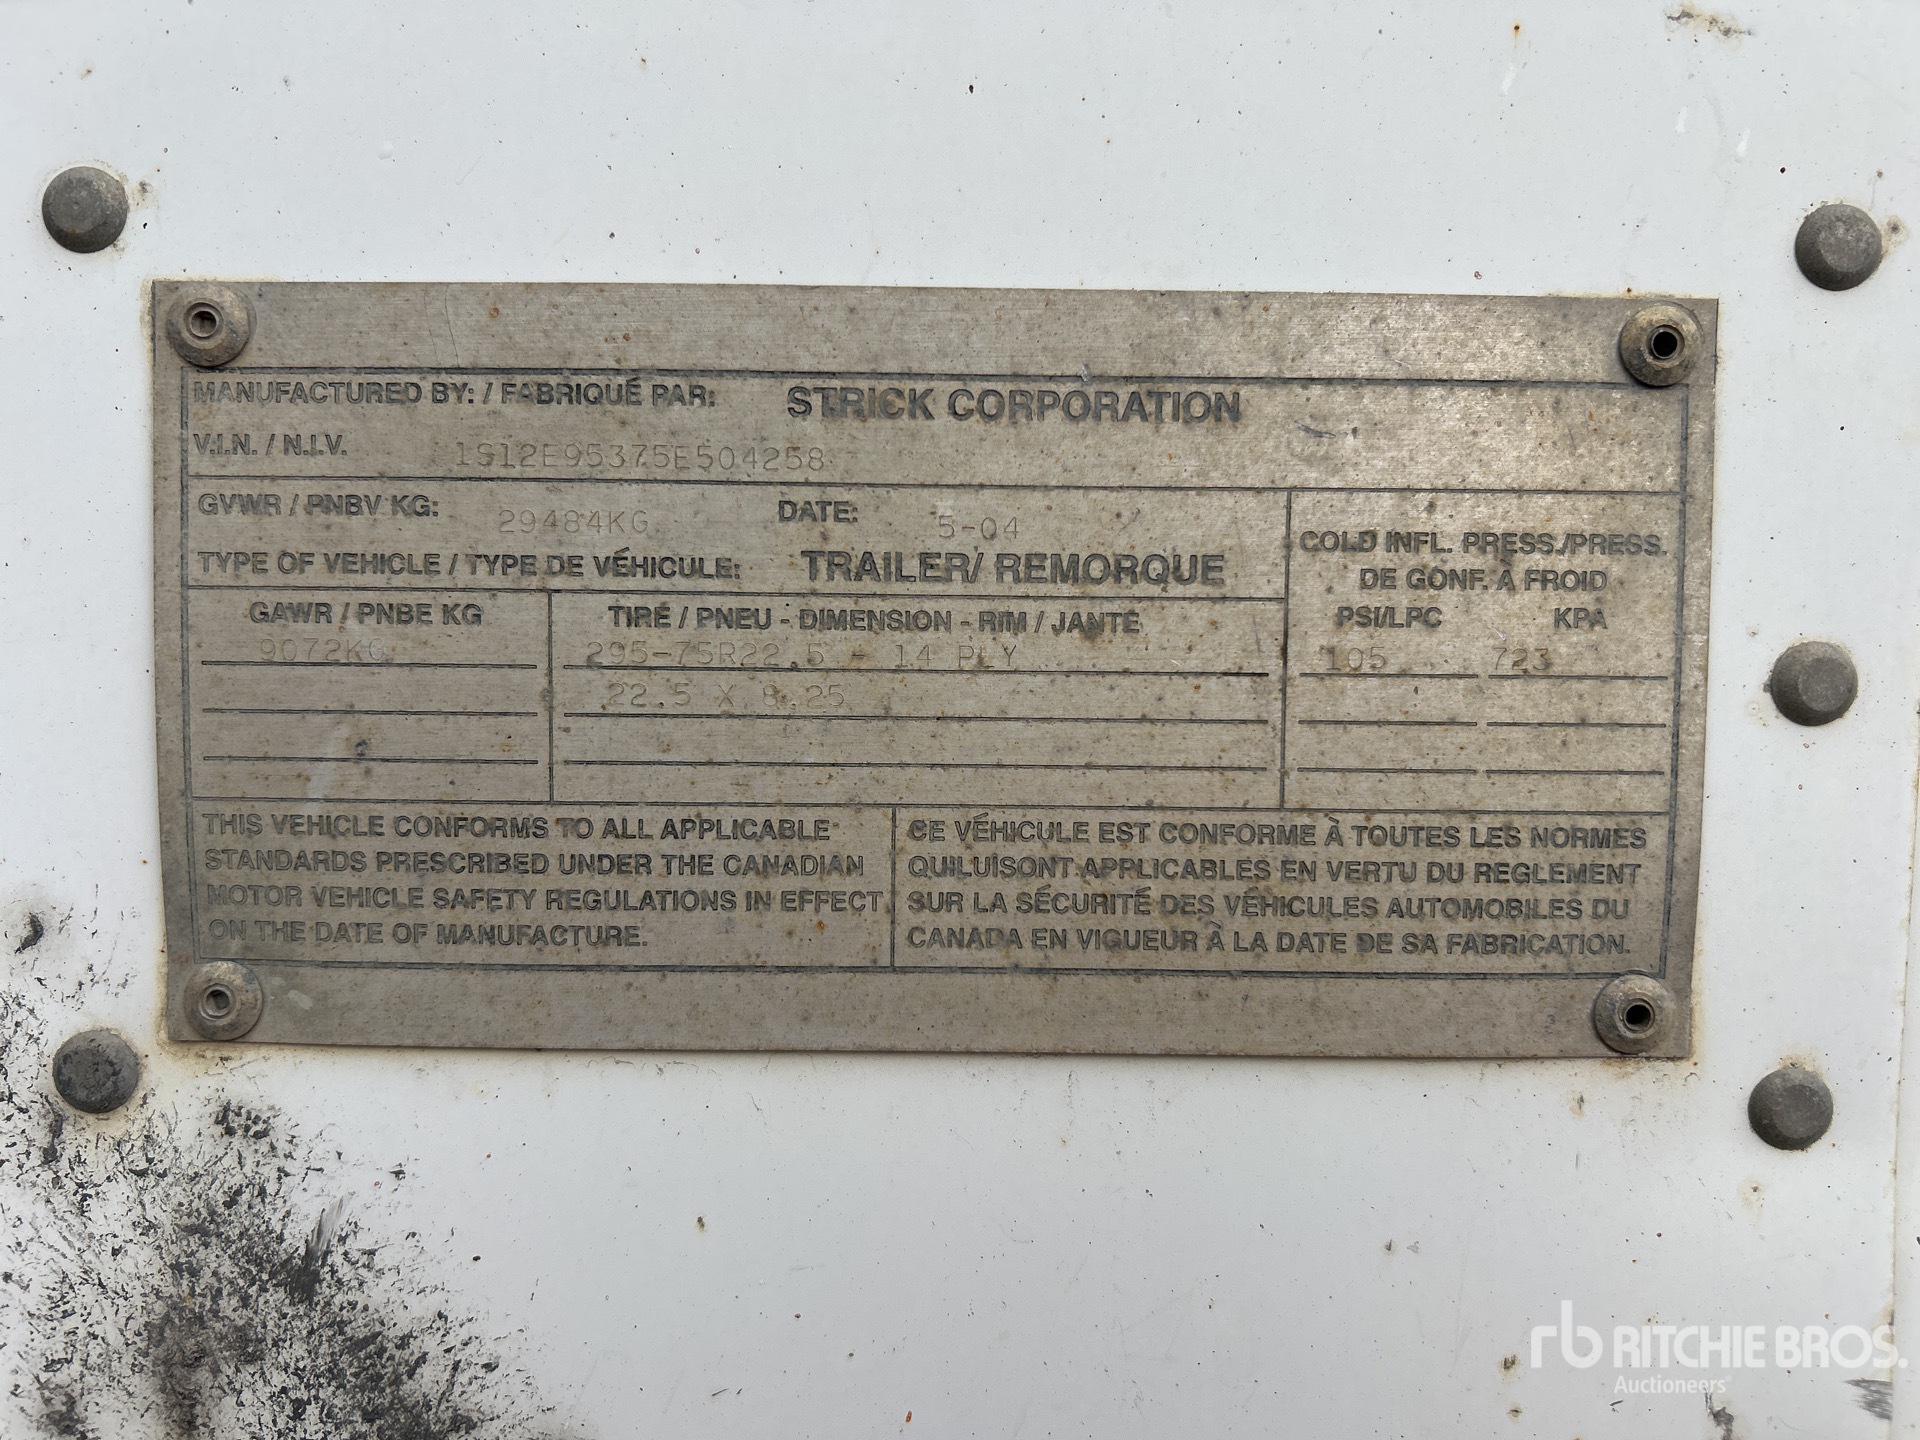 MANUFACTURED BY: / FABRIQUÉ PAR: STRICK CORPORATION
V.I.N. / N.I.V. 1S12E95375E504258
GVWR / PNBV KG: 29484KG DATE: 5-04
TYPE OF VEHICLE / TYPE DE VÉHICULE: TRAILER/ REMORQUE
COLD INFL. PRESS./PRESS.
DE GONF. À FROID
PSI/LPC KPA
GAWR / PNBE KG TIRE / PNEU - DIMENSION - RIM / JANTE
9072KG 295-75R22.5 - 14 PLY 105 723
22.5 X 8.25
THIS VEHICLE CONFORMS TO ALL APPLICABLE
STANDARDS PRESCRIBED UNDER THE CANADIAN
MOTOR VEHICLE SAFETY REGULATIONS IN EFFECT
ON THE DATE OF MANUFACTURE.
CE VÉHICULE EST CONFORME À TOUTES LES NORMES
QUILUISONT APPLICABLES EN VERTU DU REGLEMENT
SUR LA SÉCURITÉ DES VÉHICULES AUTOMOBILES DU
CANADA EN VIGUEUR À LA DATE DE SA FABRICATION.
rb RITCHIE BROS.
Auctioneers